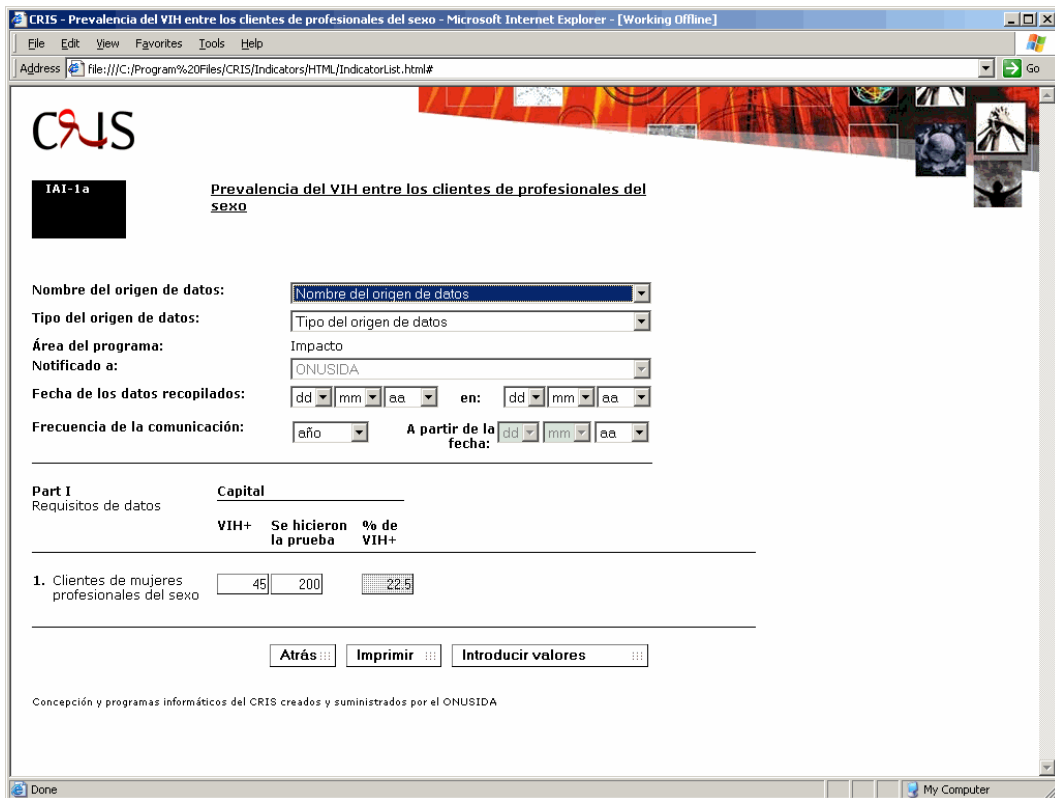 CRIS - Prevalencia del VIH entre los clientes de profesionales del sexo - Microsoft Internet Explorer - [Working Offline]
File Edit View Favorites Tools Help
Address file:///C:/Program%20Files/CRIS/Indicators/HTML/IndicatorList.html# Go
CRIS
IAI-1a
Prevalencia del VIH entre los clientes de profesionales del
sexo
Nombre del origen de datos: Nombre del origen de datos
Tipo del origen de datos: Tipo del origen de datos
Área del programa: Impacto
Notificado a: ONUSIDA
Fecha de los datos recopilados: dd mm aa en: dd mm aa
Frecuencia de la comunicación: año A partir de la fecha: dd mm aa
Part I Capital
Requisitos de datos
VIH+ Se hicieron la prueba % de VIH+
1. Clientes de mujeres profesionales del sexo 45 200 22.5
Atrás Imprimir Introducir valores
Concepción y programas informáticos del CRIS creados y suministrados por el ONUSIDA
Done My Computer